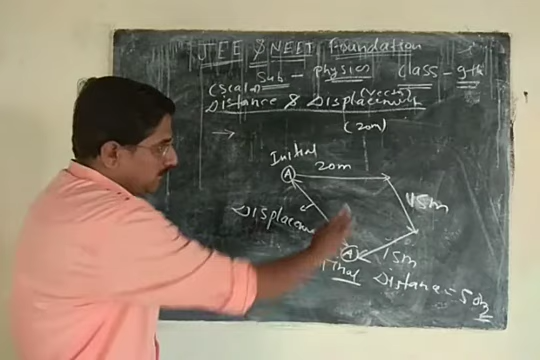 JEE & NEET Foundation
Sub - physics Class - 9th
(Scalar) (Vector)
Distance & Displacement
→ (20m)
Initial
A 20m
15m
Displacement
A 15m
Final Distance = 50m